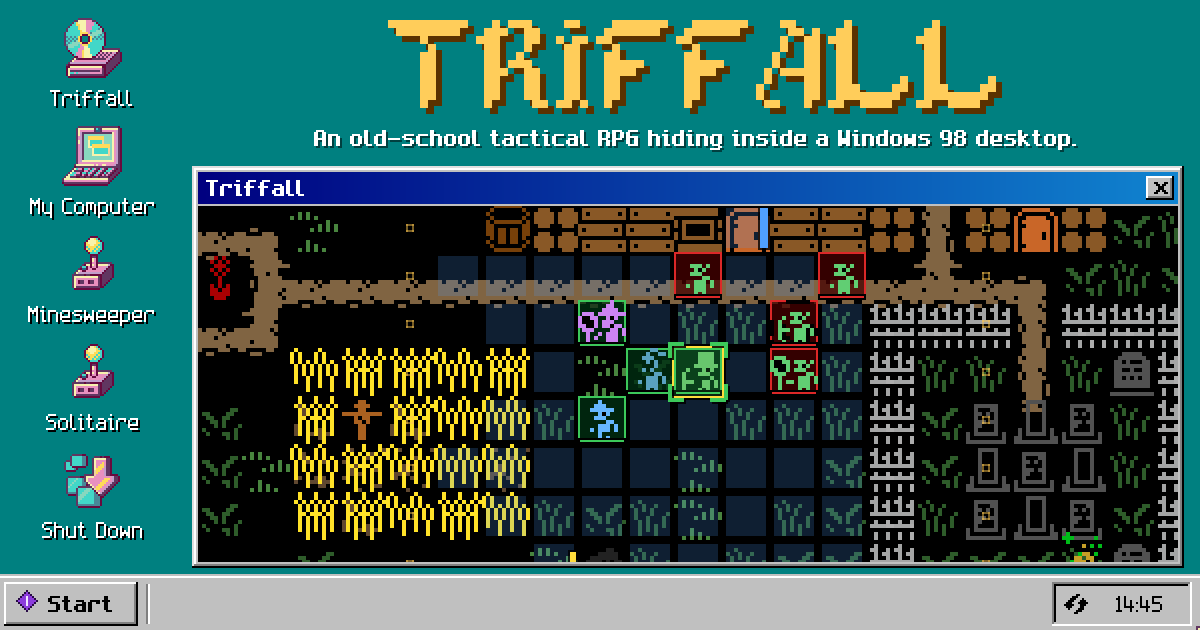 TRIFFALL
An old-school tactical RPG hiding inside a Windows 98 desktop.
Triffall
My Computer
Minesweeper
Solitaire
Shut Down
Triffall
Start
14:45